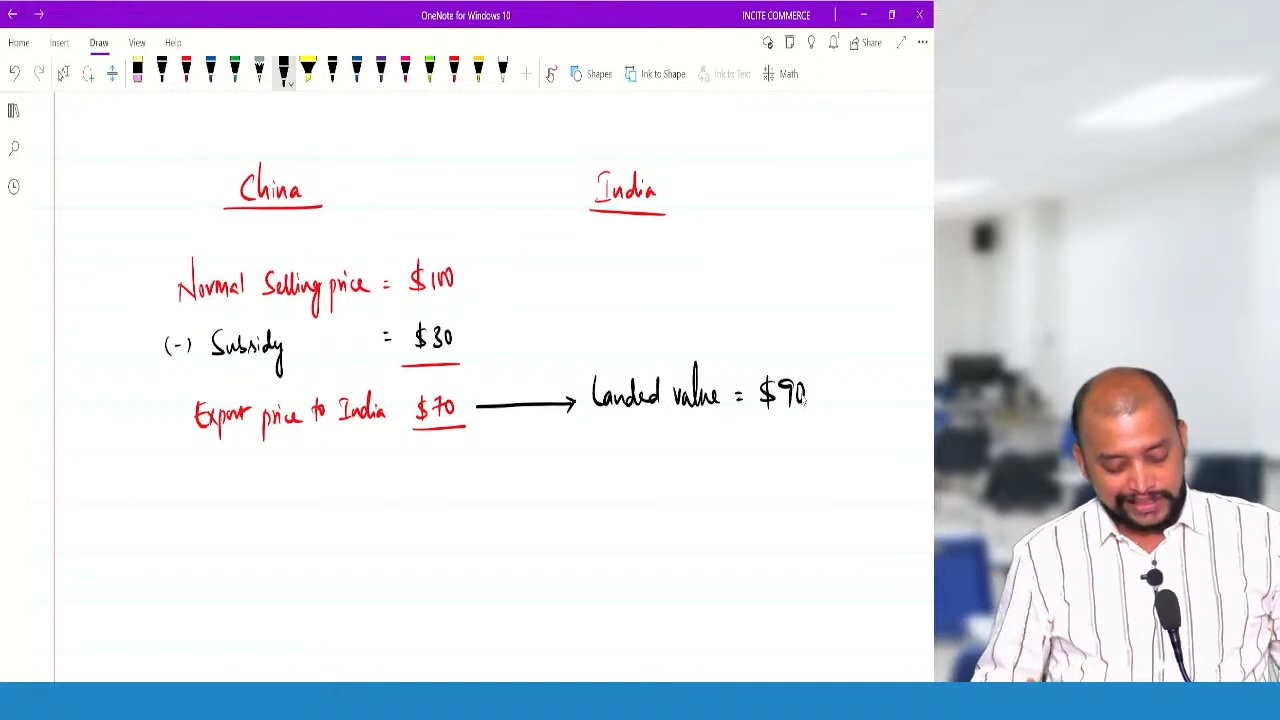 OneNote for Windows 10
INCITE COMMERCE
Home Insert Draw View Help
Share
Shapes Ink to Shape Ink to Text Math
China
India
Normal Selling price = $100
(-) Subsidy = $30
Export price to India $70
Landed value = $90